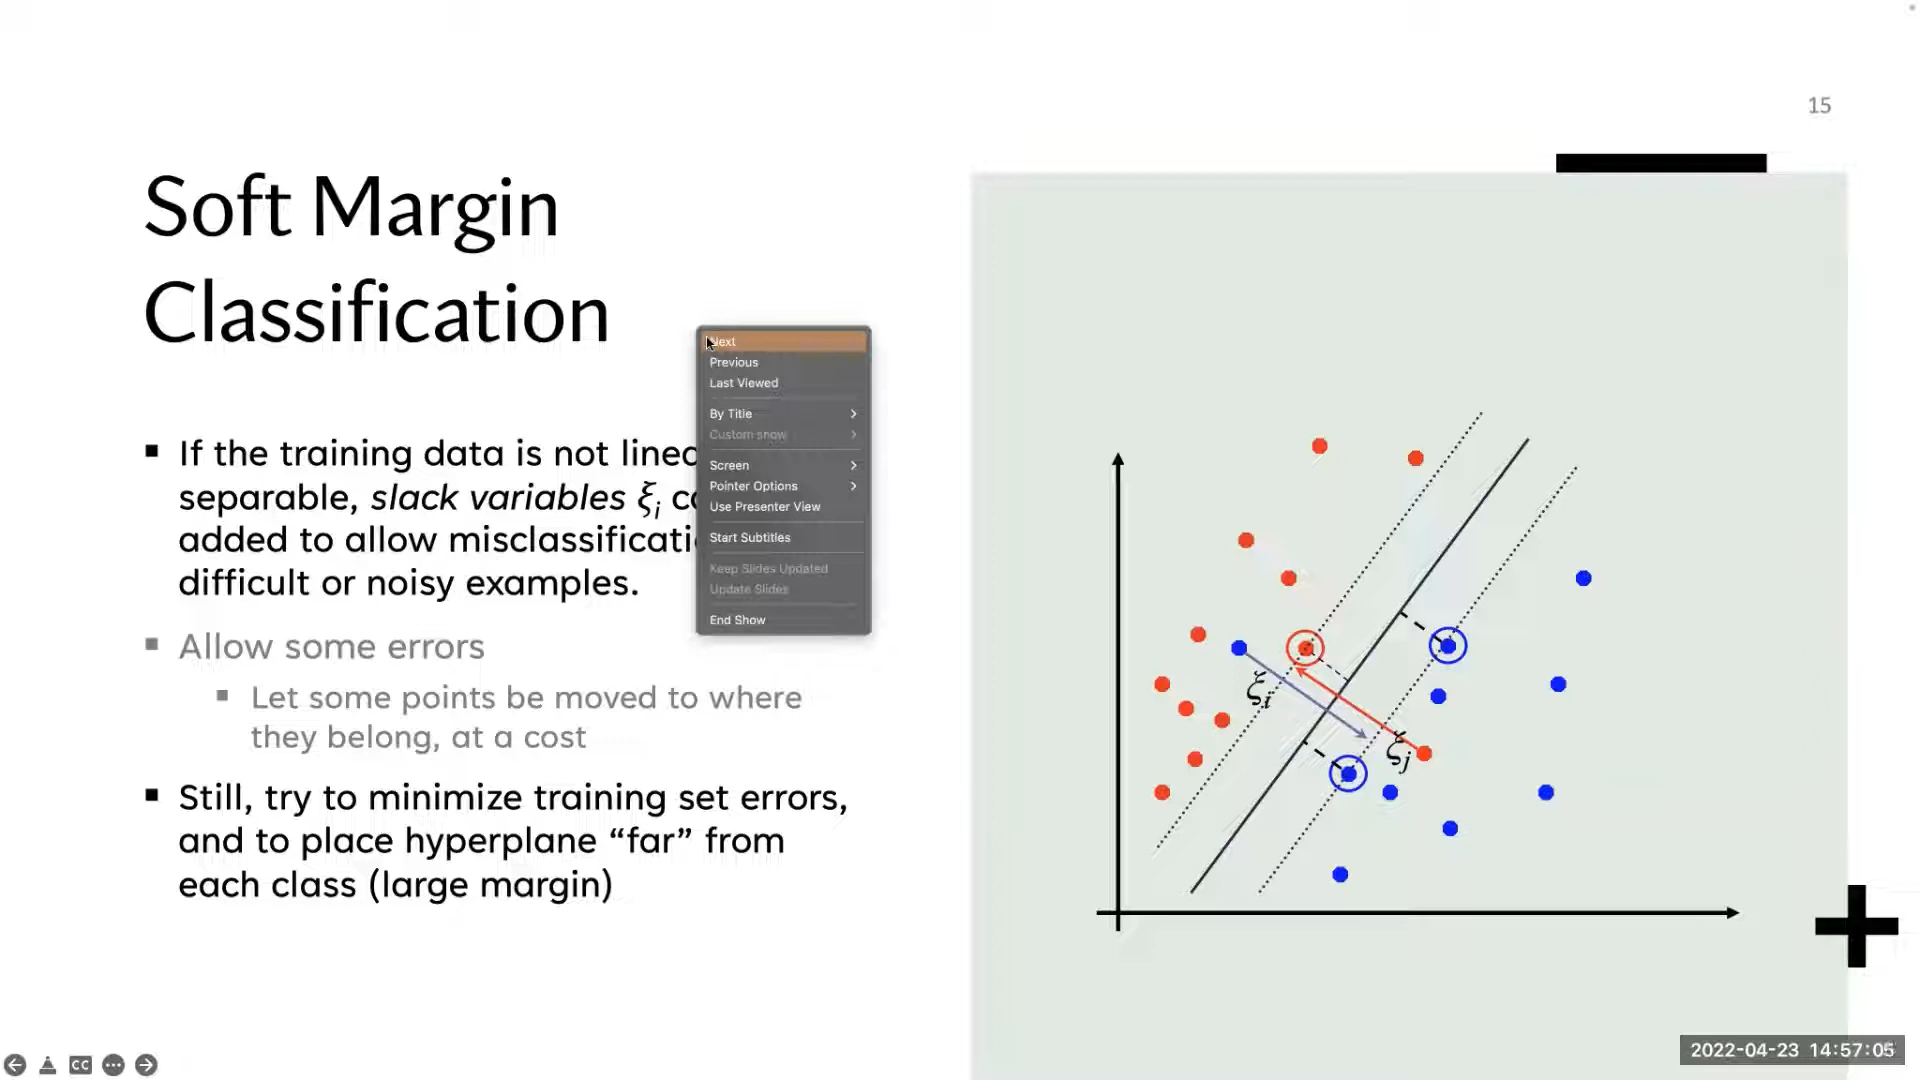 15
Soft Margin
Classification
If the training data is not
separable, slack variables ξi
added to allow
difficult or noisy examples.
Allow some errors
Let some points be moved to where
they belong, at a cost
Still, try to minimize training set errors,
and to place hyperplane “far” from
each class (large margin)
Next
Previous
Last Viewed
By Title
Custom show
Screen
Pointer Options
Use Presenter View
Start Subtitles
Keep Slides Updated
Update Slides
End Show
ξi
ξj
CC
2022-04-23 14:57:05